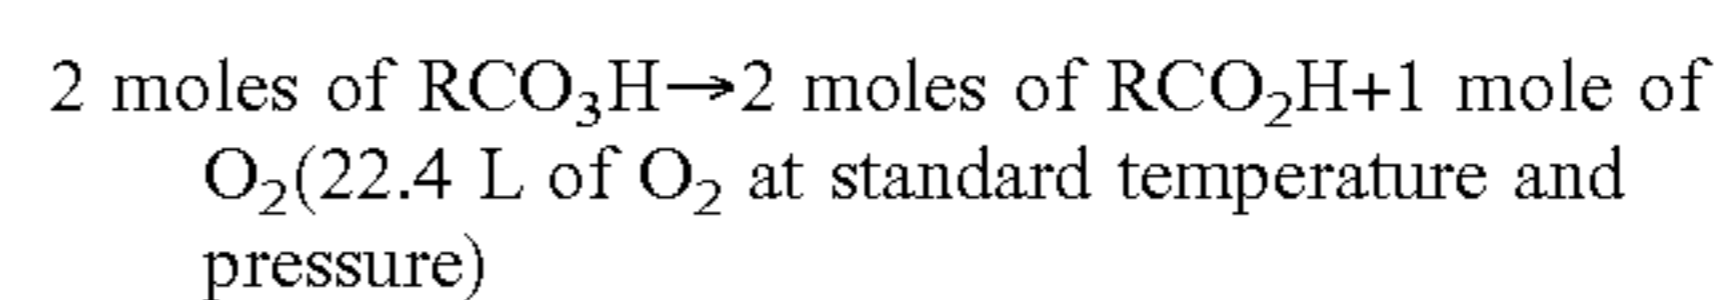 2 moles of RCO₃H→2 moles of RCO₂H+1 mole of
O₂(22.4 L of O₂ at standard temperature and
pressure)